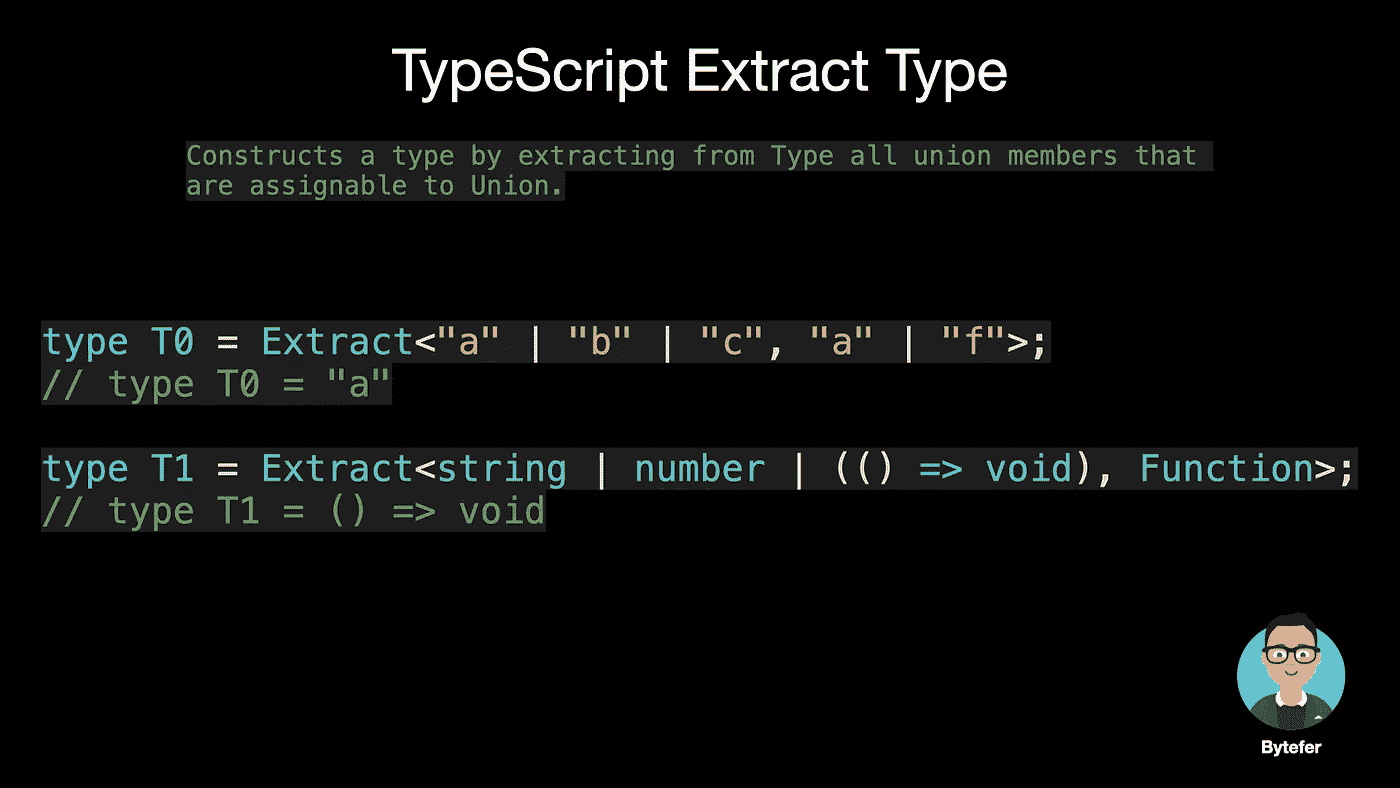 TypeScript Extract Type
Constructs a type by extracting from Type all union members that
are assignable to Union.
type T0 = Extract<"a" | "b" | "c", "a" | "f">;
// type T0 = "a"
type T1 = Extract<string | number | (() => void), Function>;
// type T1 = () => void
Bytefer